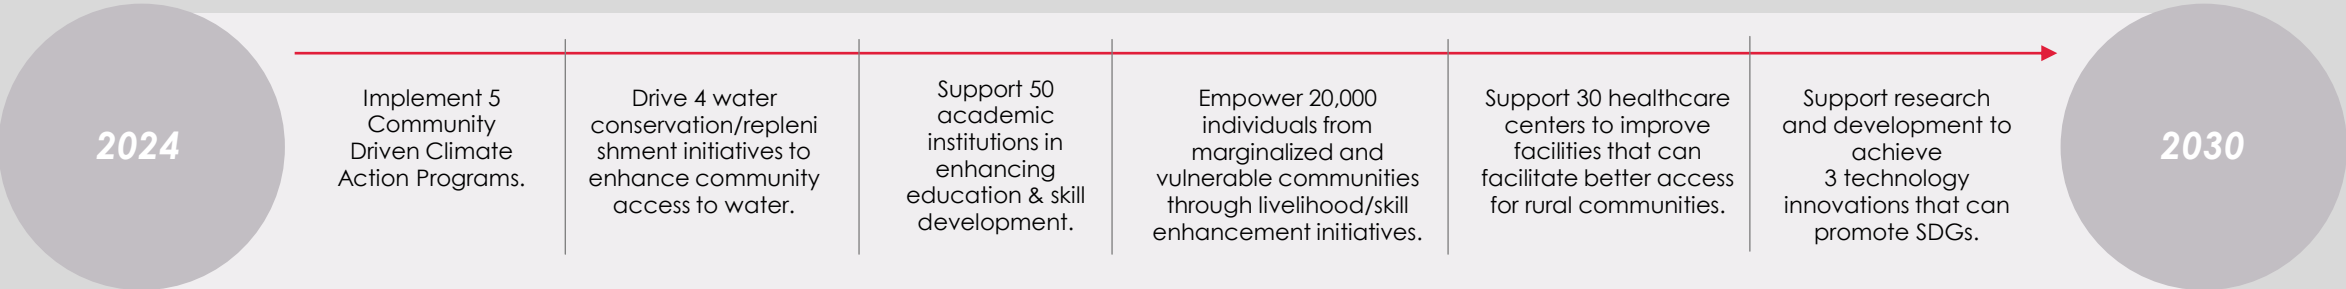 2024
Implement 5
Community
Driven Climate
Action Programs.
Drive 4 water
conservation/repleni
shment initiatives to
enhance community
access to water.
Support 50
academic
institutions in
enhancing
education & skill
development.
Empower 20,000
individuals from
marginalized and
vulnerable communities
through livelihood/skill
enhancement initiatives.
Support 30 healthcare
centers to improve
facilities that can
facilitate better access
for rural communities.
Support research
and development to
achieve
3 technology
innovations that can
promote SDGs.
2030